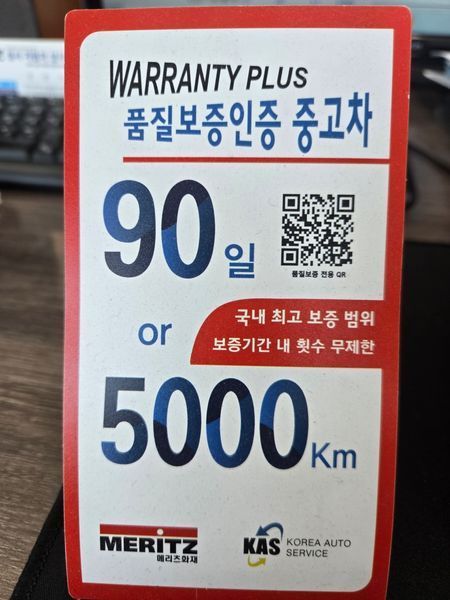 WARRANTY PLUS
품질보증인증 중고차
90일
품질보증 전용 QR
or
국내 최고 보증 범위
보증기간 내 횟수 무제한
5000Km
MERITZ
메리츠화재
KAS KOREA AUTO
SERVICE